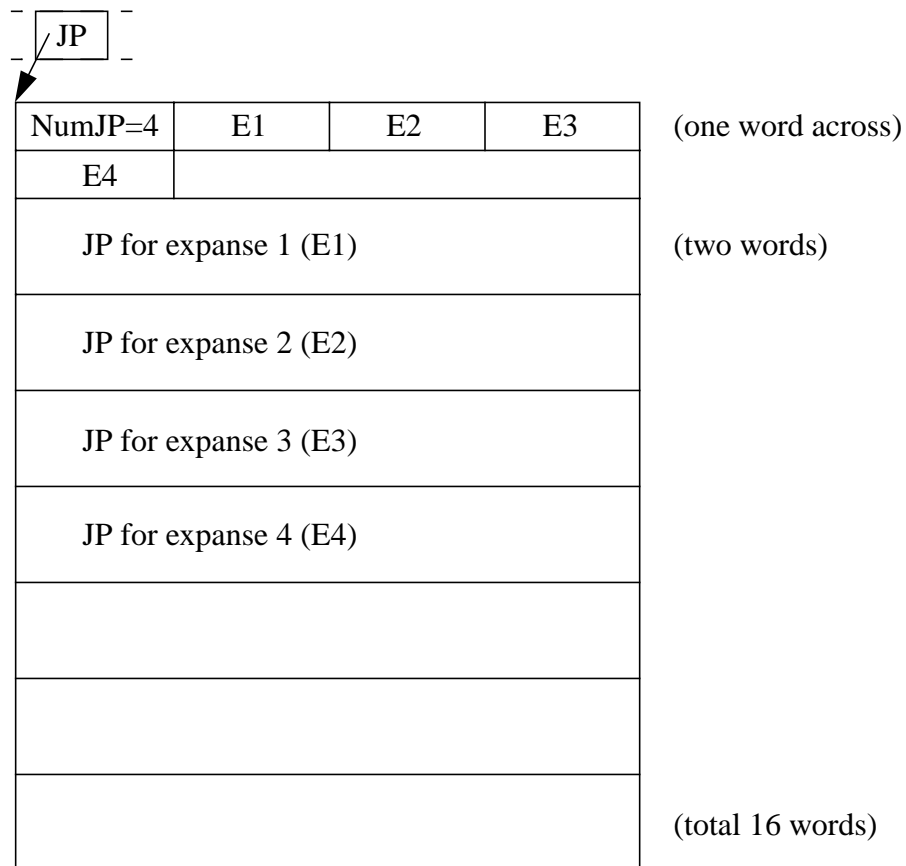 JP
NumJP=4 E1 E2 E3 (one word across)
E4
JP for expanse 1 (E1) (two words)
JP for expanse 2 (E2)
JP for expanse 3 (E3)
JP for expanse 4 (E4)
(total 16 words)